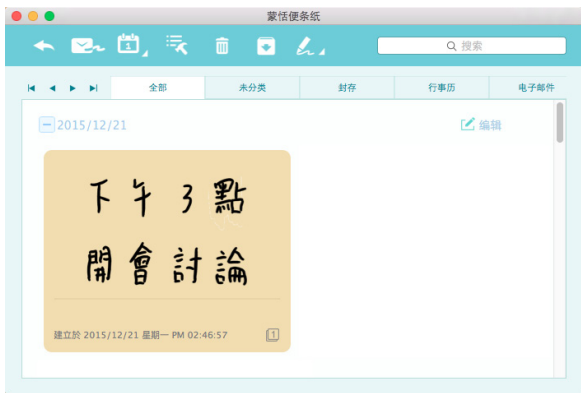 蒙恬便条纸
1
搜索
全部 未分类 封存 行事历 电子邮件
2015/12/21 编辑
下午3點
開會討論
建立於 2015/12/21 星期一 PM 02:46:57 1